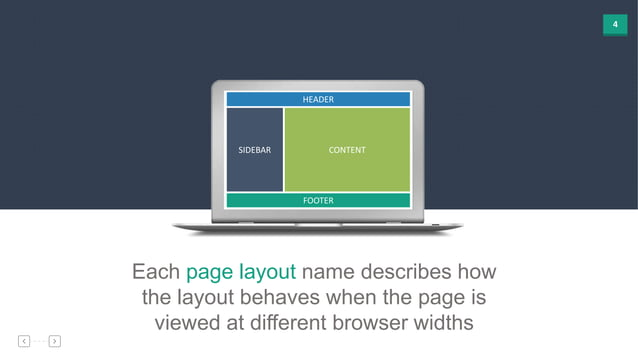 4
HEADER
SIDEBAR
CONTENT
FOOTER
Each page layout name describes how
the layout behaves when the page is
viewed at different browser widths